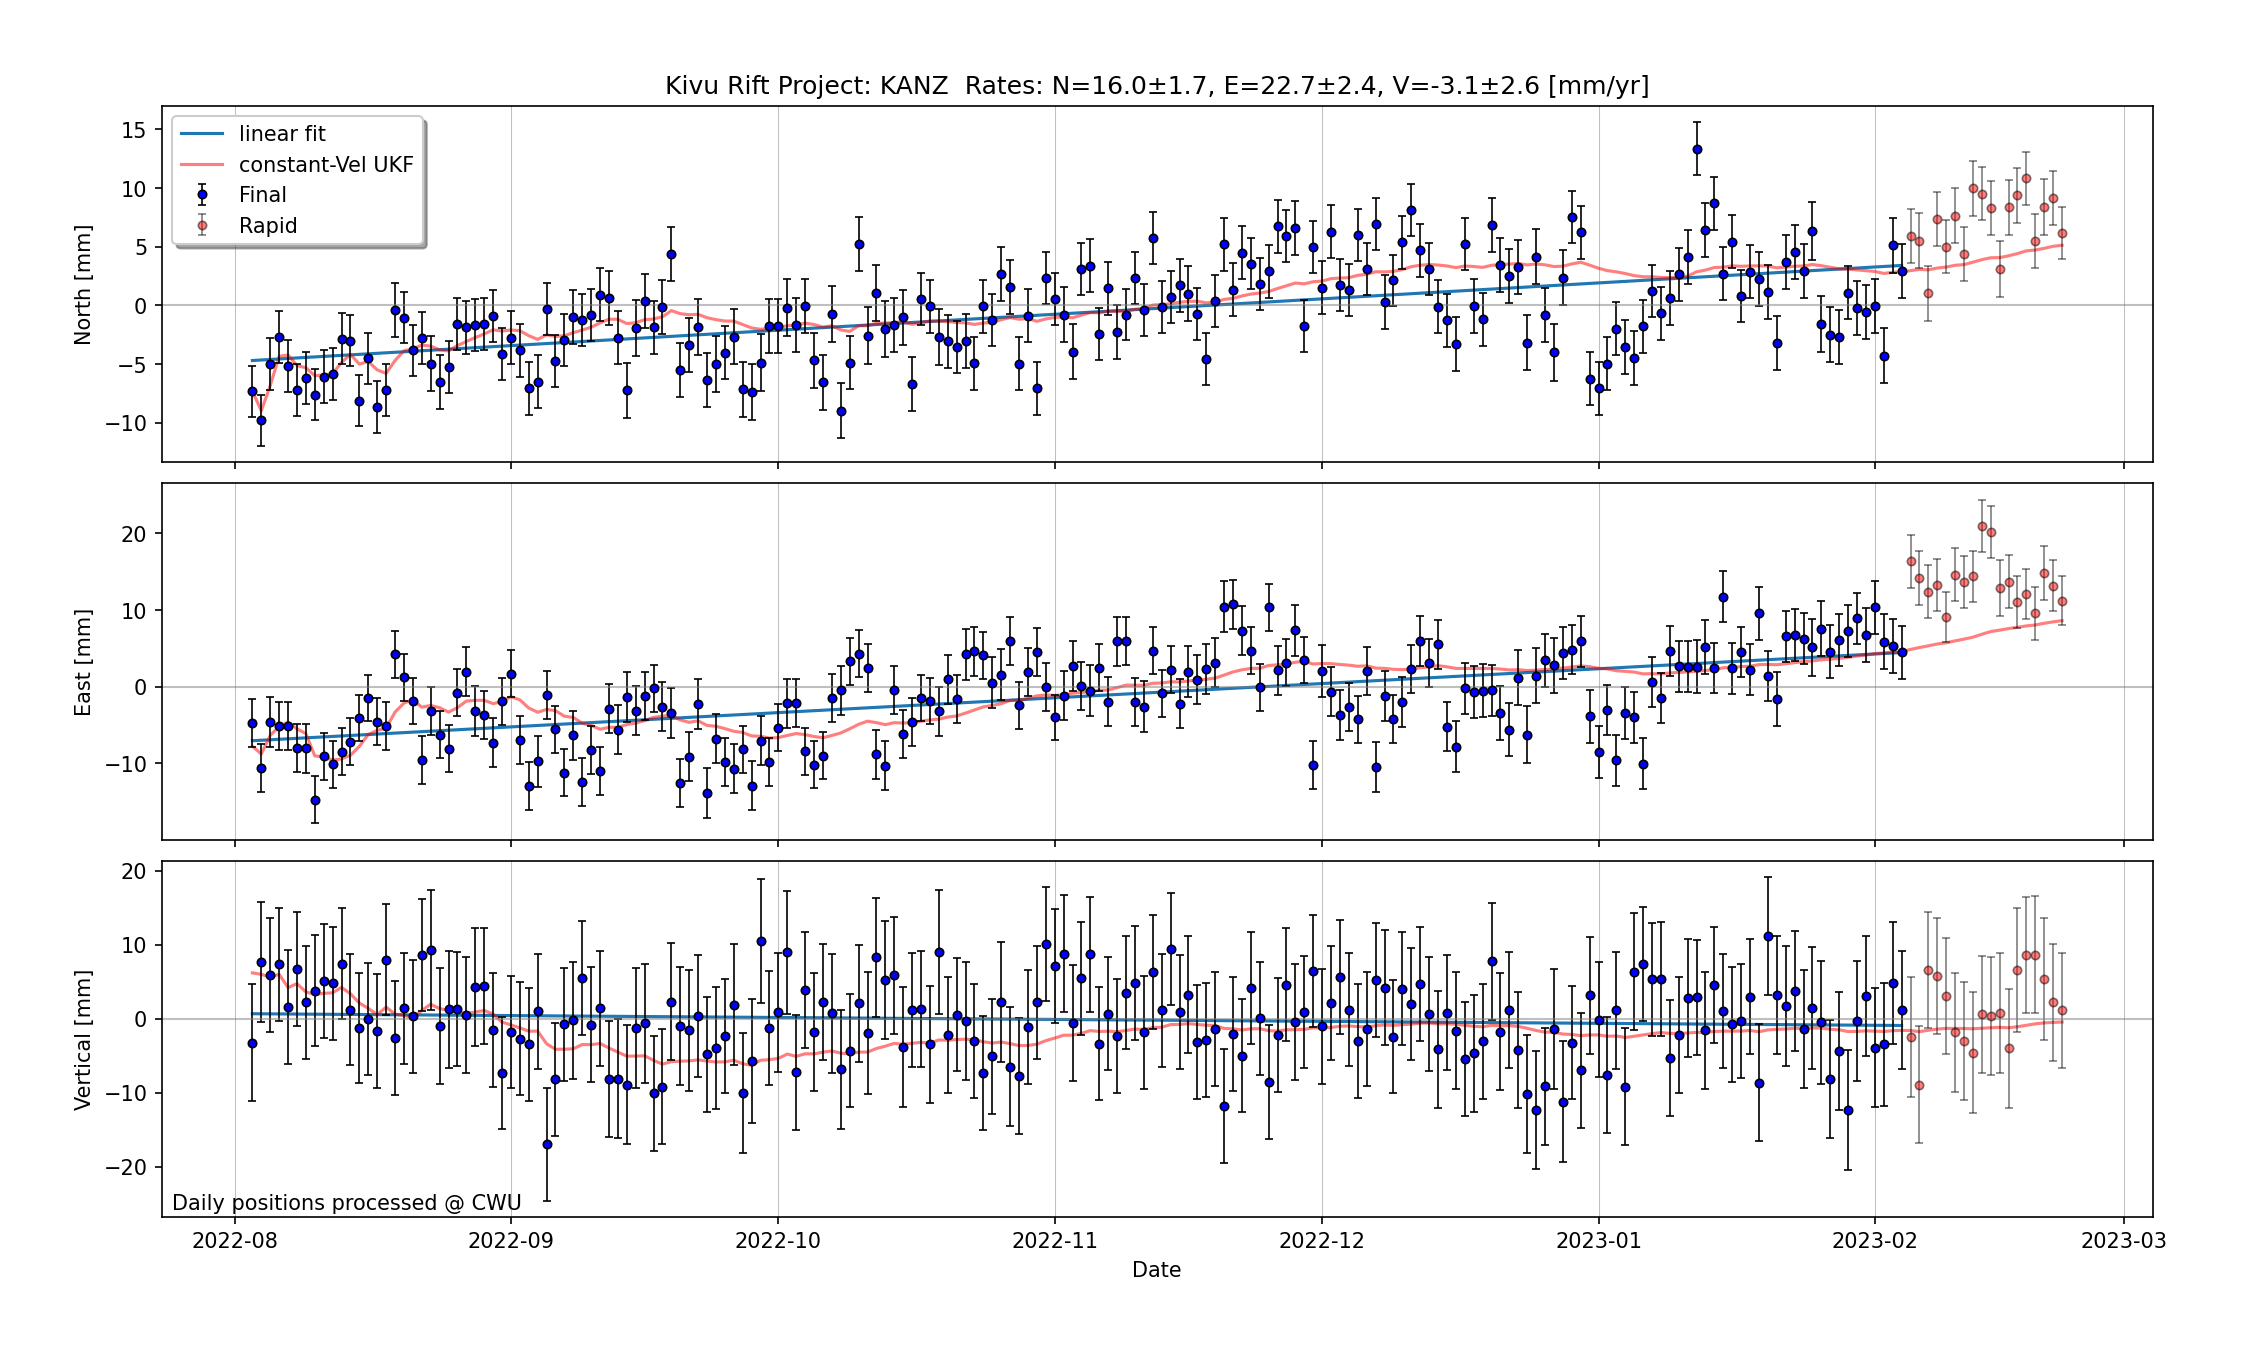 Kivu Rift Project: KANZ  Rates: N=16.0±1.7, E=22.7±2.4, V=-3.1±2.6 [mm/yr]
linear fit
constant-Vel UKF
Final
Rapid
North [mm]
15
10
5
0
−5
−10
East [mm]
20
10
0
−10
Vertical [mm]
20
10
0
−10
−20
Daily positions processed @ CWU
2022-08 2022-09 2022-10 2022-11 2022-12 2023-01 2023-02 2023-03
Date